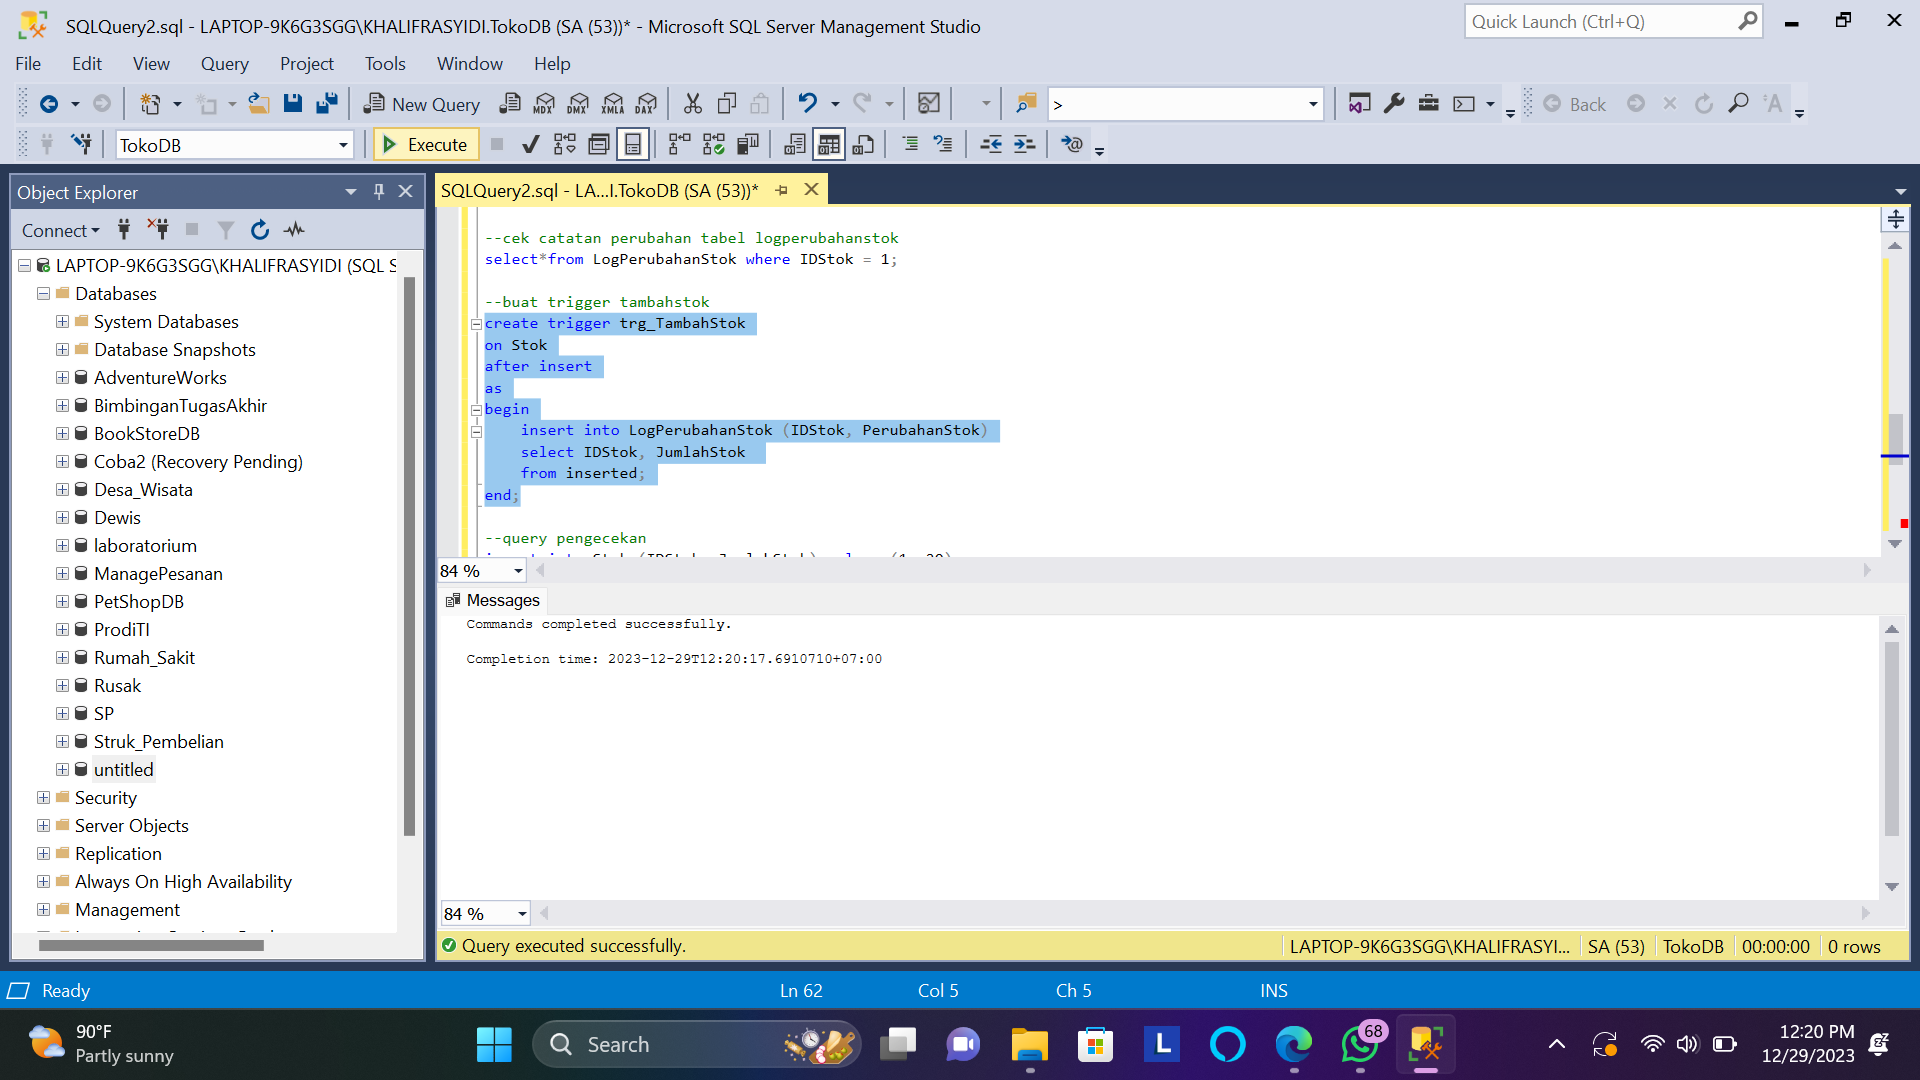 SQLQuery2.sql - LAPTOP-9K6G3SGG\KHALIFRASYIDI.TokoDB (SA (53))* - Microsoft SQL Server Management Studio
Quick Launch (Ctrl+Q)
File Edit View Query Project Tools Window Help
New Query MDX DMX XMLA DAX > Back
TokoDB Execute
Object Explorer
Connect
LAPTOP-9K6G3SGG\KHALIFRASYIDI (SQL S
Databases
System Databases
Database Snapshots
AdventureWorks
BimbinganTugasAkhir
BookStoreDB
Coba2 (Recovery Pending)
Desa_Wisata
Dewis
laboratorium
ManagePesanan
PetShopDB
ProdiTI
Rumah_Sakit
Rusak
SP
Struk_Pembelian
untitled
Security
Server Objects
Replication
Always On High Availability
Management
SQLQuery2.sql - LA...I.TokoDB (SA (53))*
--cek catatan perubahan tabel logperubahanstok
select*from LogPerubahanStok where IDStok = 1;
--buat trigger tambahstok
create trigger trg_TambahStok
on Stok
after insert
as
begin
insert into LogPerubahanStok (IDStok, PerubahanStok)
select IDStok, JumlahStok
from inserted;
end;
--query pengecekan
84 %
Messages
Commands completed successfully.
Completion time: 2023-12-29T12:20:17.6910710+07:00
84 %
Query executed successfully.
LAPTOP-9K6G3SGG\KHALIFRASYI... SA (53) TokoDB 00:00:00 0 rows
Ready Ln 62 Col 5 Ch 5 INS
90°F
Partly sunny
Search
L
68
12:20 PM
12/29/2023